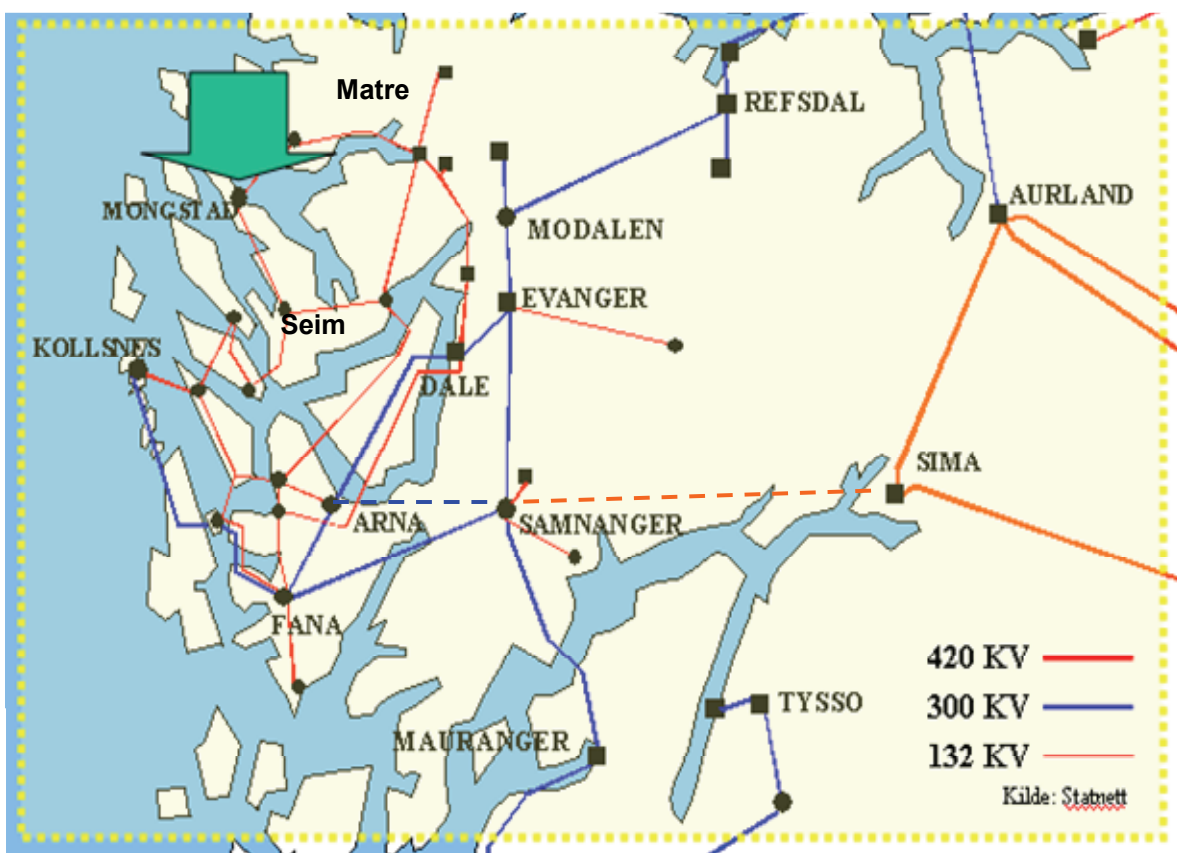 Matre
REFSDAL
AURLAND
MONGSTAD
MODALEN
EVANGER
Seim
KOLLSNES
DALE
SIMA
ARNA
SAMNANGER
FANA
420 KV
300 KV
TYSSO
MAURANGER
132 KV
Kilde: Statnett